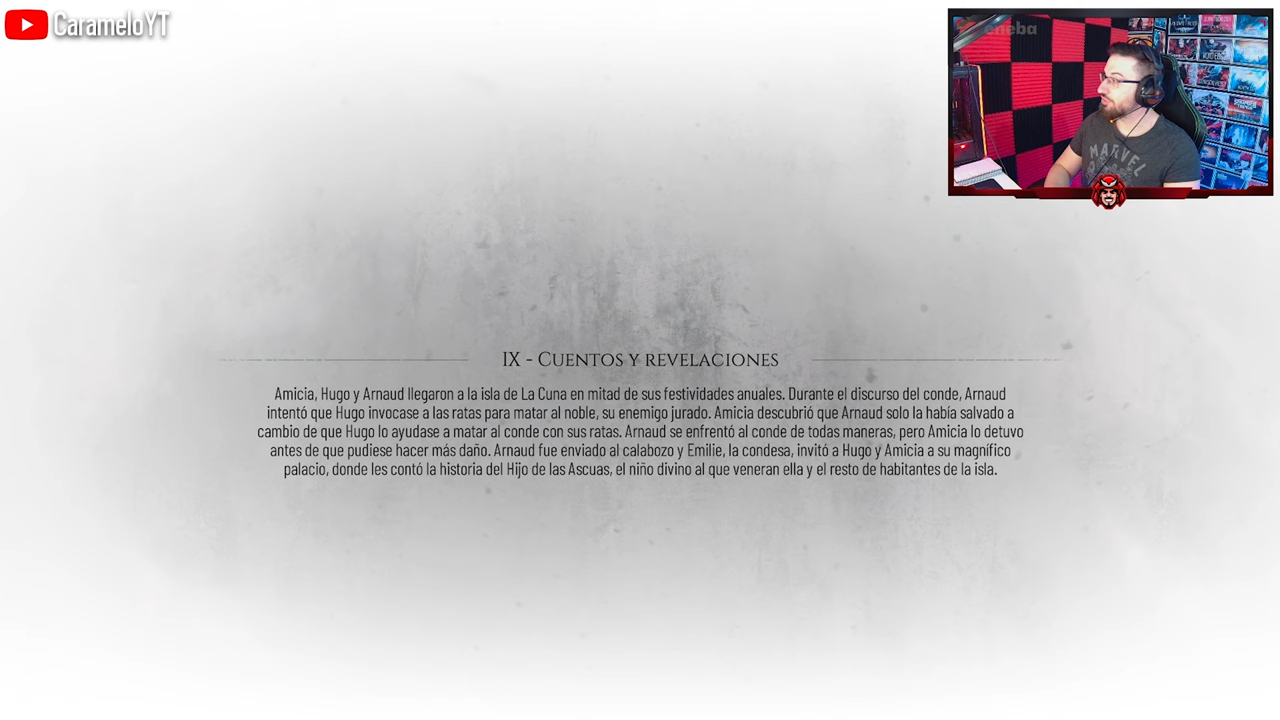 CarameloYT
eneba
MARVEL
IX - Cuentos y revelaciones
Amicia, Hugo y Arnaud llegaron a la isla de La Cuna en mitad de sus festividades anuales. Durante el discurso del conde, Arnaud
intentó que Hugo invocase a las ratas para matar al noble, su enemigo jurado. Amicia descubrió que Arnaud solo la había salvado a
cambio de que Hugo lo ayudase a matar al conde con sus ratas. Arnaud se enfrentó al conde de todas maneras, pero Amicia lo detuvo
antes de que pudiese hacer más daño. Arnaud fue enviado al calabozo y Emilie, la condesa, invitó a Hugo y Amicia a su magnífico
palacio, donde les contó la historia del Hijo de las Ascuas, el niño divino al que veneran ella y el resto de habitantes de la isla.